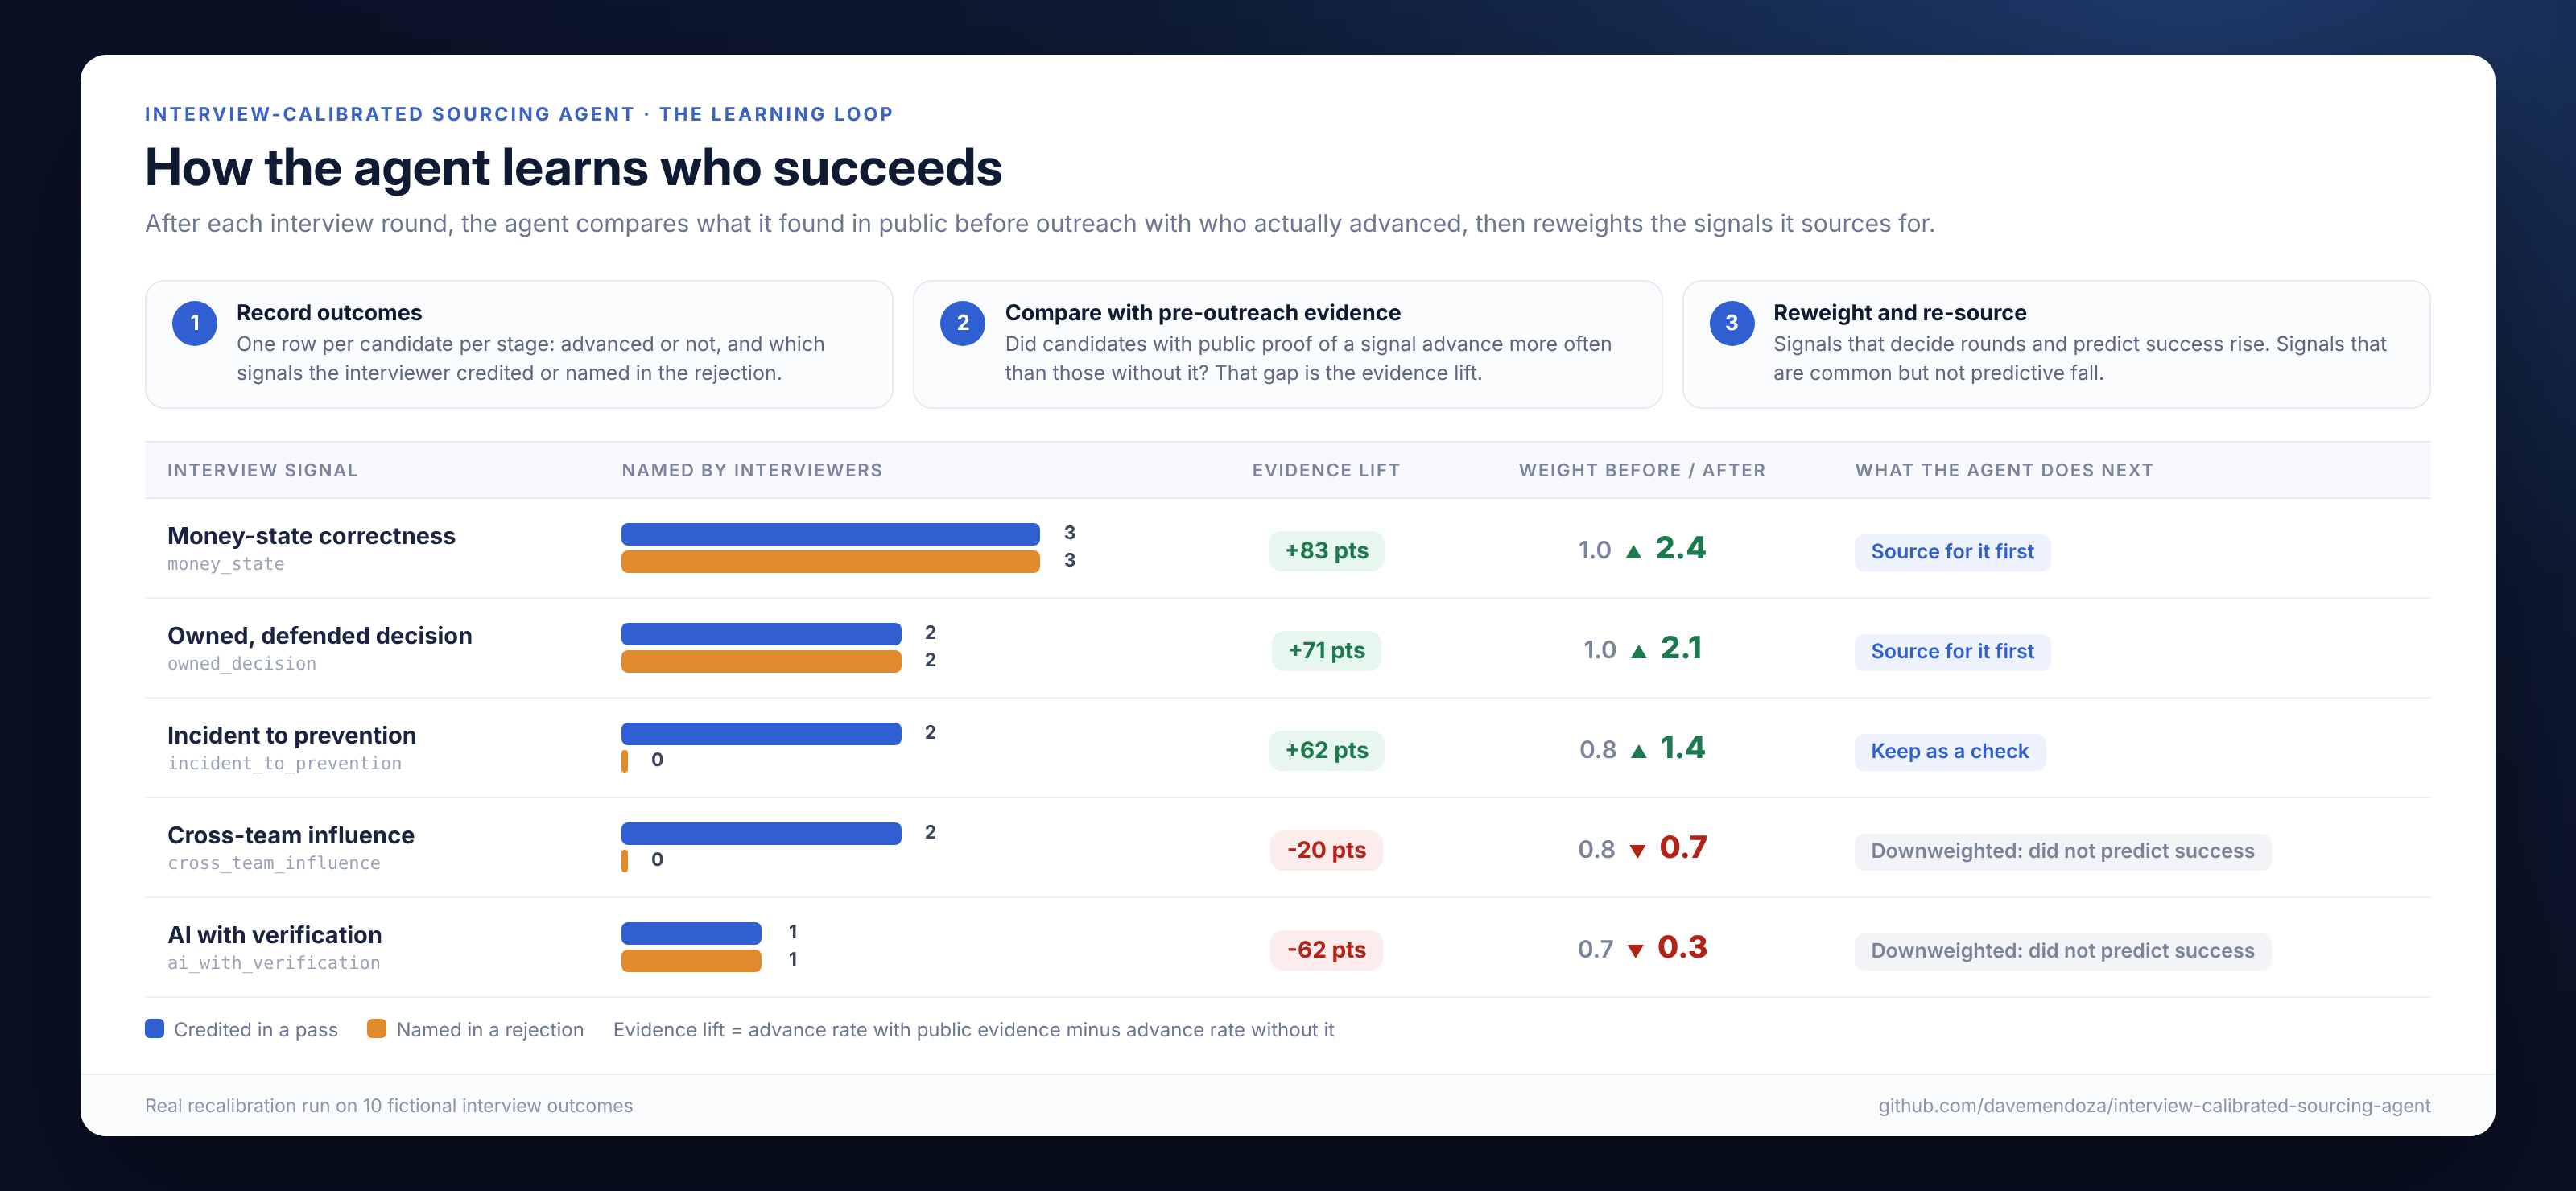 INTERVIEW-CALIBRATED SOURCING AGENT · THE LEARNING LOOP
How the agent learns who succeeds
After each interview round, the agent compares what it found in public before outreach with who actually advanced, then reweights the signals it sources for.
1
Record outcomes
One row per candidate per stage: advanced or not, and which
signals the interviewer credited or named in the rejection.
2
Compare with pre-outreach evidence
Did candidates with public proof of a signal advance more often
than those without it? That gap is the evidence lift.
3
Reweight and re-source
Signals that decide rounds and predict success rise. Signals that
are common but not predictive fall.
INTERVIEW SIGNAL NAMED BY INTERVIEWERS EVIDENCE LIFT WEIGHT BEFORE / AFTER WHAT THE AGENT DOES NEXT
Money-state correctness
money_state
3
3
+83 pts
1.0 ▲ 2.4
Source for it first
Owned, defended decision
owned_decision
2
2
+71 pts
1.0 ▲ 2.1
Source for it first
Incident to prevention
incident_to_prevention
2
0
+62 pts
0.8 ▲ 1.4
Keep as a check
Cross-team influence
cross_team_influence
2
0
-20 pts
0.8 ▼ 0.7
Downweighted: did not predict success
AI with verification
ai_with_verification
1
1
-62 pts
0.7 ▼ 0.3
Downweighted: did not predict success
Credited in a pass Named in a rejection Evidence lift = advance rate with public evidence minus advance rate without it
Real recalibration run on 10 fictional interview outcomes
github.com/davemendoza/interview-calibrated-sourcing-agent